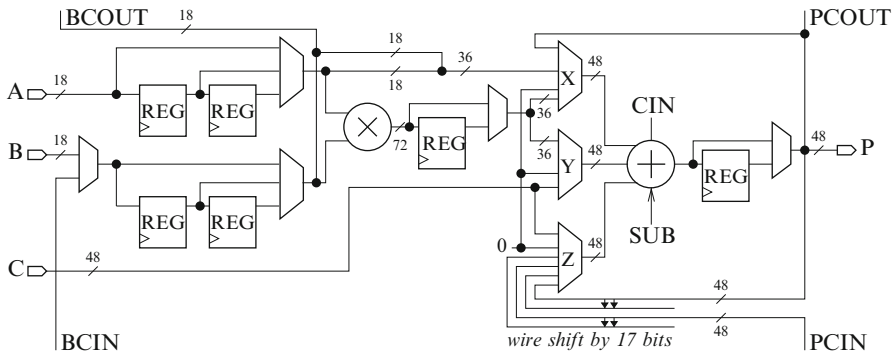 BCOUT
PCOUT
18
18
36
48
A
18
REG
REG
18
X
CIN
36
B
18
72
REG
36
Y
48
REG
48
P
REG
REG
SUB
C
48
0
Z
48
48
48
BCIN
wire shift by 17 bits
PCIN